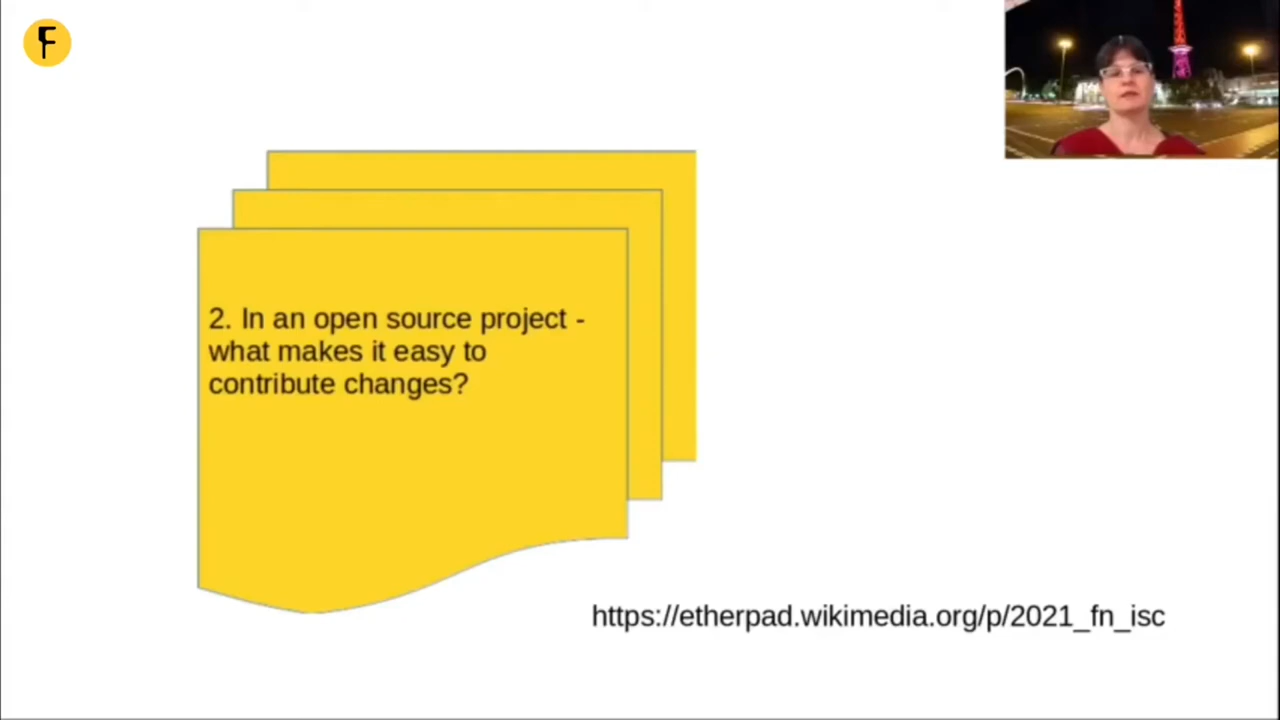 F
2. In an open source project -
what makes it easy to
contribute changes?
https://etherpad.wikimedia.org/p/2021_fn_isc